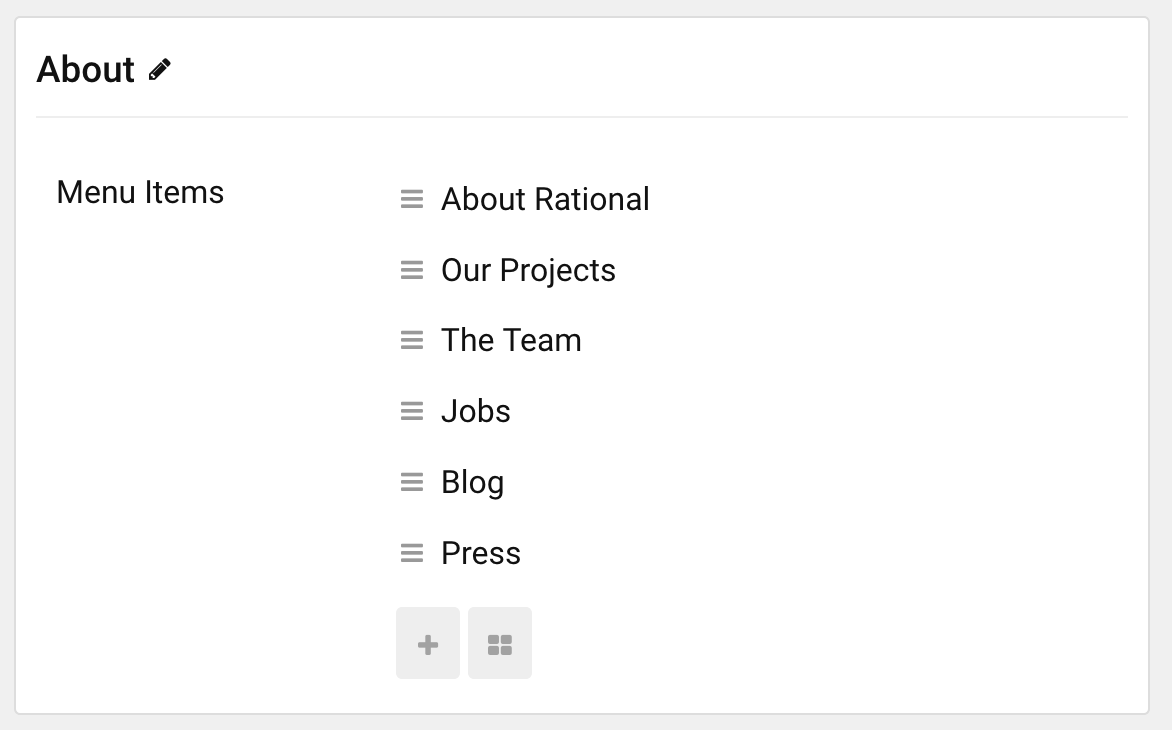 About
Menu Items
About Rational
Our Projects
The Team
Jobs
Blog
Press